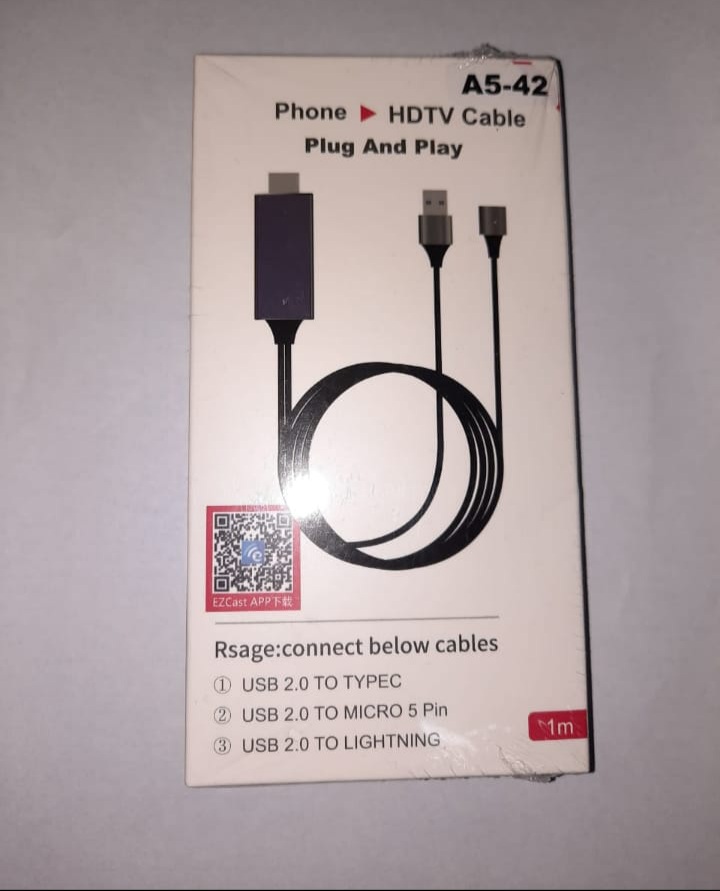 A5-42
Phone ▶ HDTV Cable
Plug And Play
EZCast APP下载
Rsage:connect below cables
① USB 2.0 TO TYPEC
② USB 2.0 TO MICRO 5 Pin
③ USB 2.0 TO LIGHTNING
1m